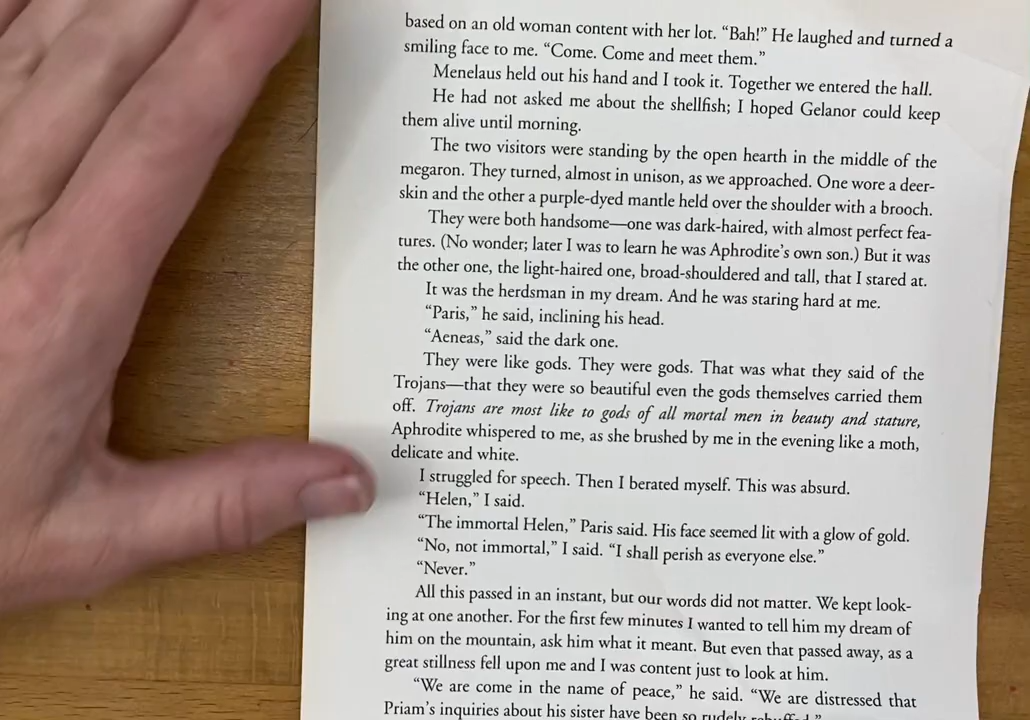 based on an old woman content with her lot. “Bah!” He laughed and turned a
smiling face to me. “Come. Come and meet them.”
Menelaus held out his hand and I took it. Together we entered the hall.
He had not asked me about the shellfish; I hoped Gelanor could keep
them alive until morning.
The two visitors were standing by the open hearth in the middle of the
megaron. They turned, almost in unison, as we approached. One wore a deer-
skin and the other a purple-dyed mantle held over the shoulder with a brooch.
They were both handsome—one was dark-haired, with almost perfect fea-
tures. (No wonder; later I was to learn he was Aphrodite’s own son.) But it was
the other one, the light-haired one, broad-shouldered and tall, that I stared at.
It was the herdsman in my dream. And he was staring hard at me.
“Paris,” he said, inclining his head.
“Aeneas,” said the dark one.
They were like gods. They were gods. That was what they said of the
Trojans—that they were so beautiful even the gods themselves carried them
off. Trojans are most like to gods of all mortal men in beauty and stature,
Aphrodite whispered to me, as she brushed by me in the evening like a moth,
delicate and white.
I struggled for speech. Then I berated myself. This was absurd.
“Helen,” I said.
“The immortal Helen,” Paris said. His face seemed lit with a glow of gold.
“No, not immortal,” I said. “I shall perish as everyone else.”
“Never.”
All this passed in an instant, but our words did not matter. We kept look-
ing at one another. For the first few minutes I wanted to tell him my dream of
him on the mountain, ask him what it meant. But even that passed away, as a
great stillness fell upon me and I was content just to look at him.
“We are come in the name of peace,” he said. “We are distressed that
Priam’s inquiries about his sister have been so rudely rebuffed.”